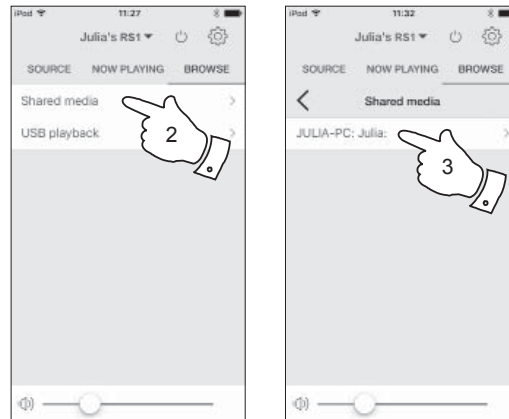 iPod 11:27
Julia's RS1
SOURCE NOW PLAYING BROWSE
Shared media
USB playback
2
iPod 11:32
Julia's RS1
SOURCE NOW PLAYING BROWSE
Shared media
JULIA-PC: Julia:
3